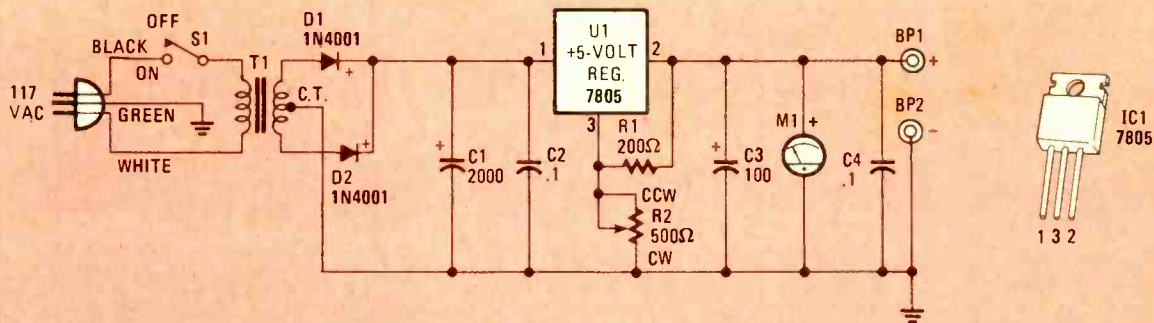 OFF
S1
BLACK
ON
117
VAC
GREEN
WHITE
T1
C.T.
D1
1N4001
D2
1N4001
C1
2000
+
C2
.1
1
U1
+5-VOLT
REG.
7805
2
3
R1
200Ω
CCW
R2
500Ω
CW
+
C3
100
M1 +
C4
.1
BP1
+
BP2
-
IC1
7805
1 3 2